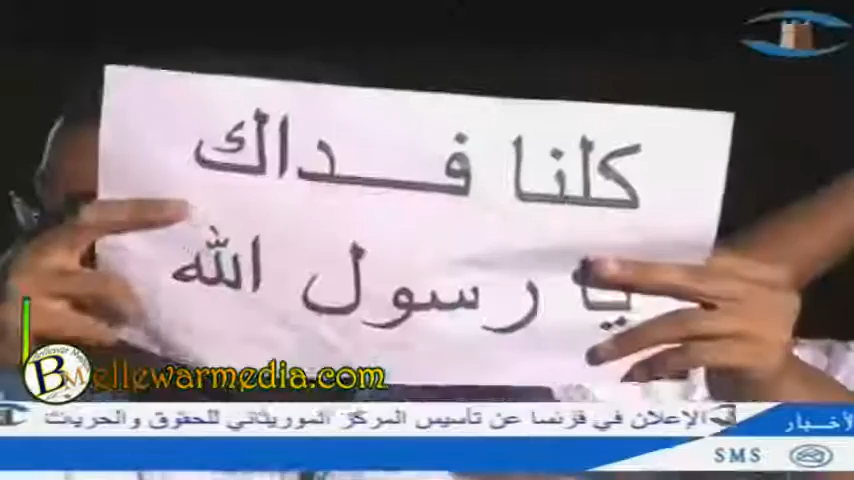 كلنا فداك
يا رسول الله
Bellewarmedia.com
الإعلان في فرنسا عن تأسيس المركز الموريتاني للحقوق والحريات
الأخبار
SMS